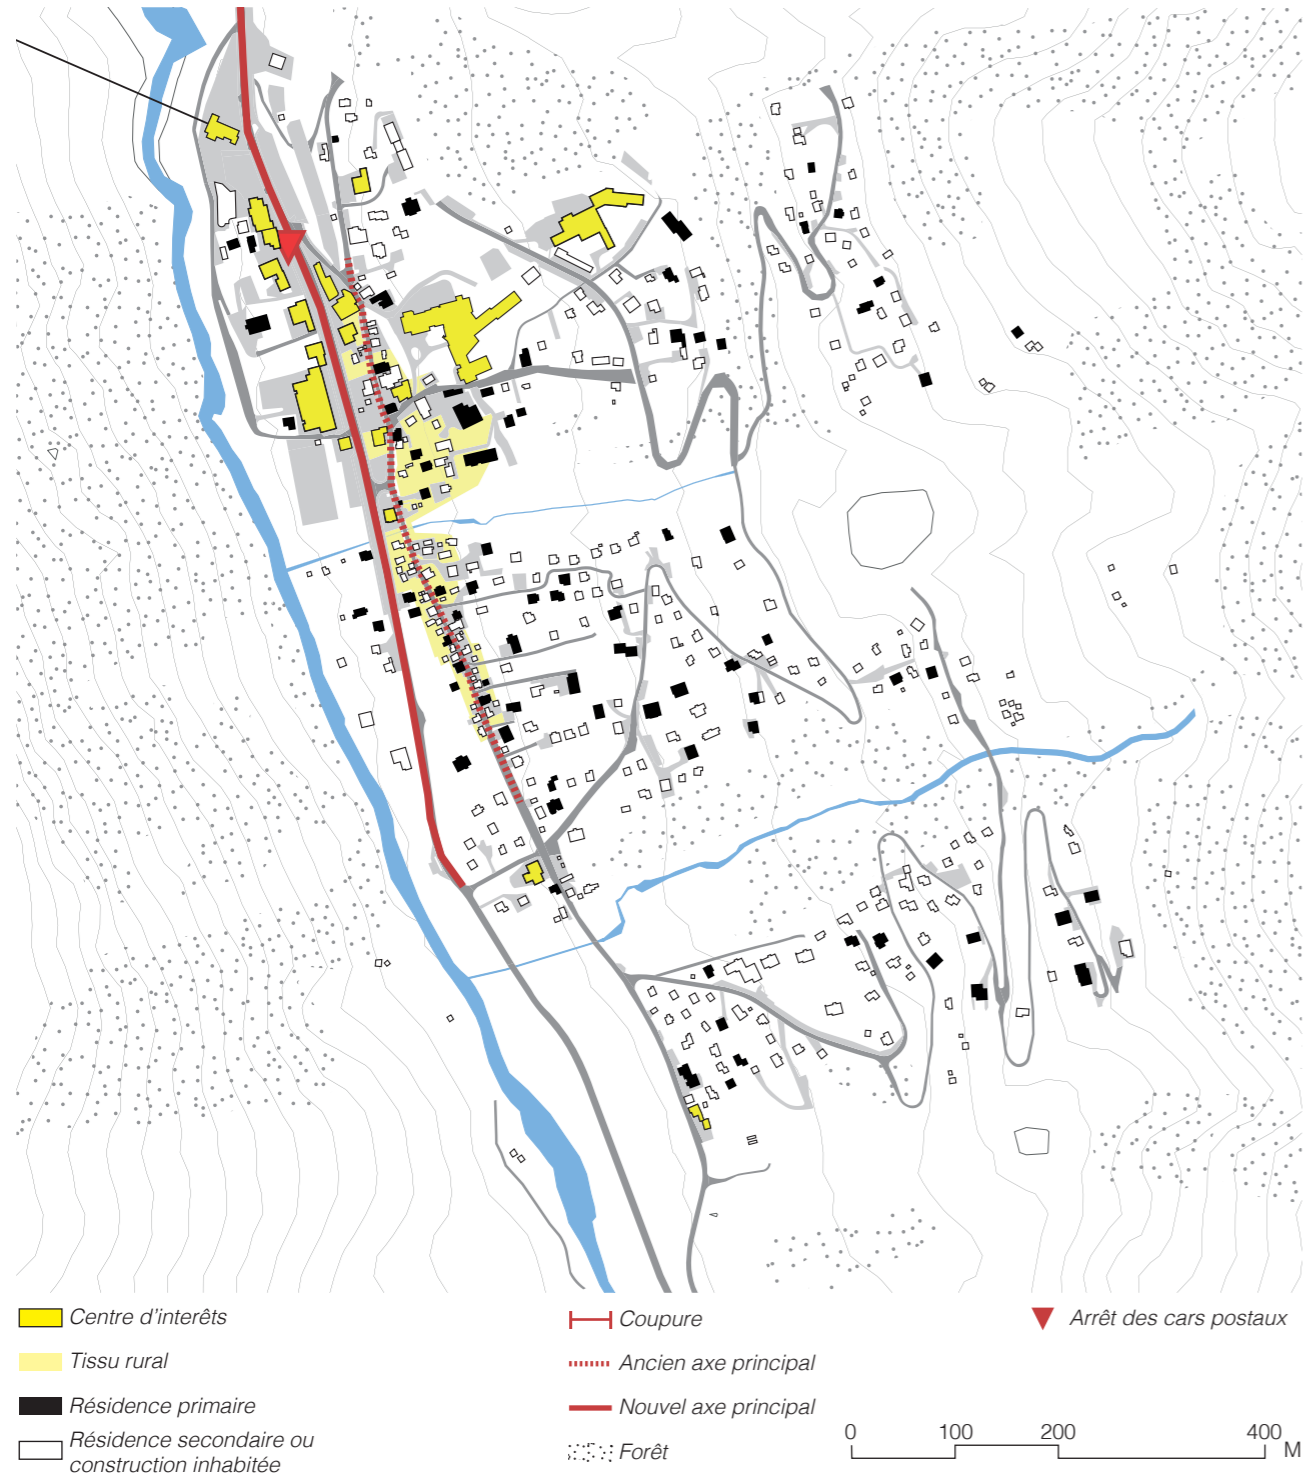 Centre d'interêts
Tissu rural
Résidence primaire
Résidence secondaire ou
construction inhabitée
Coupure
Ancien axe principal
Nouvel axe principal
Forêt
Arrêt des cars postaux
0 100 200 400
M